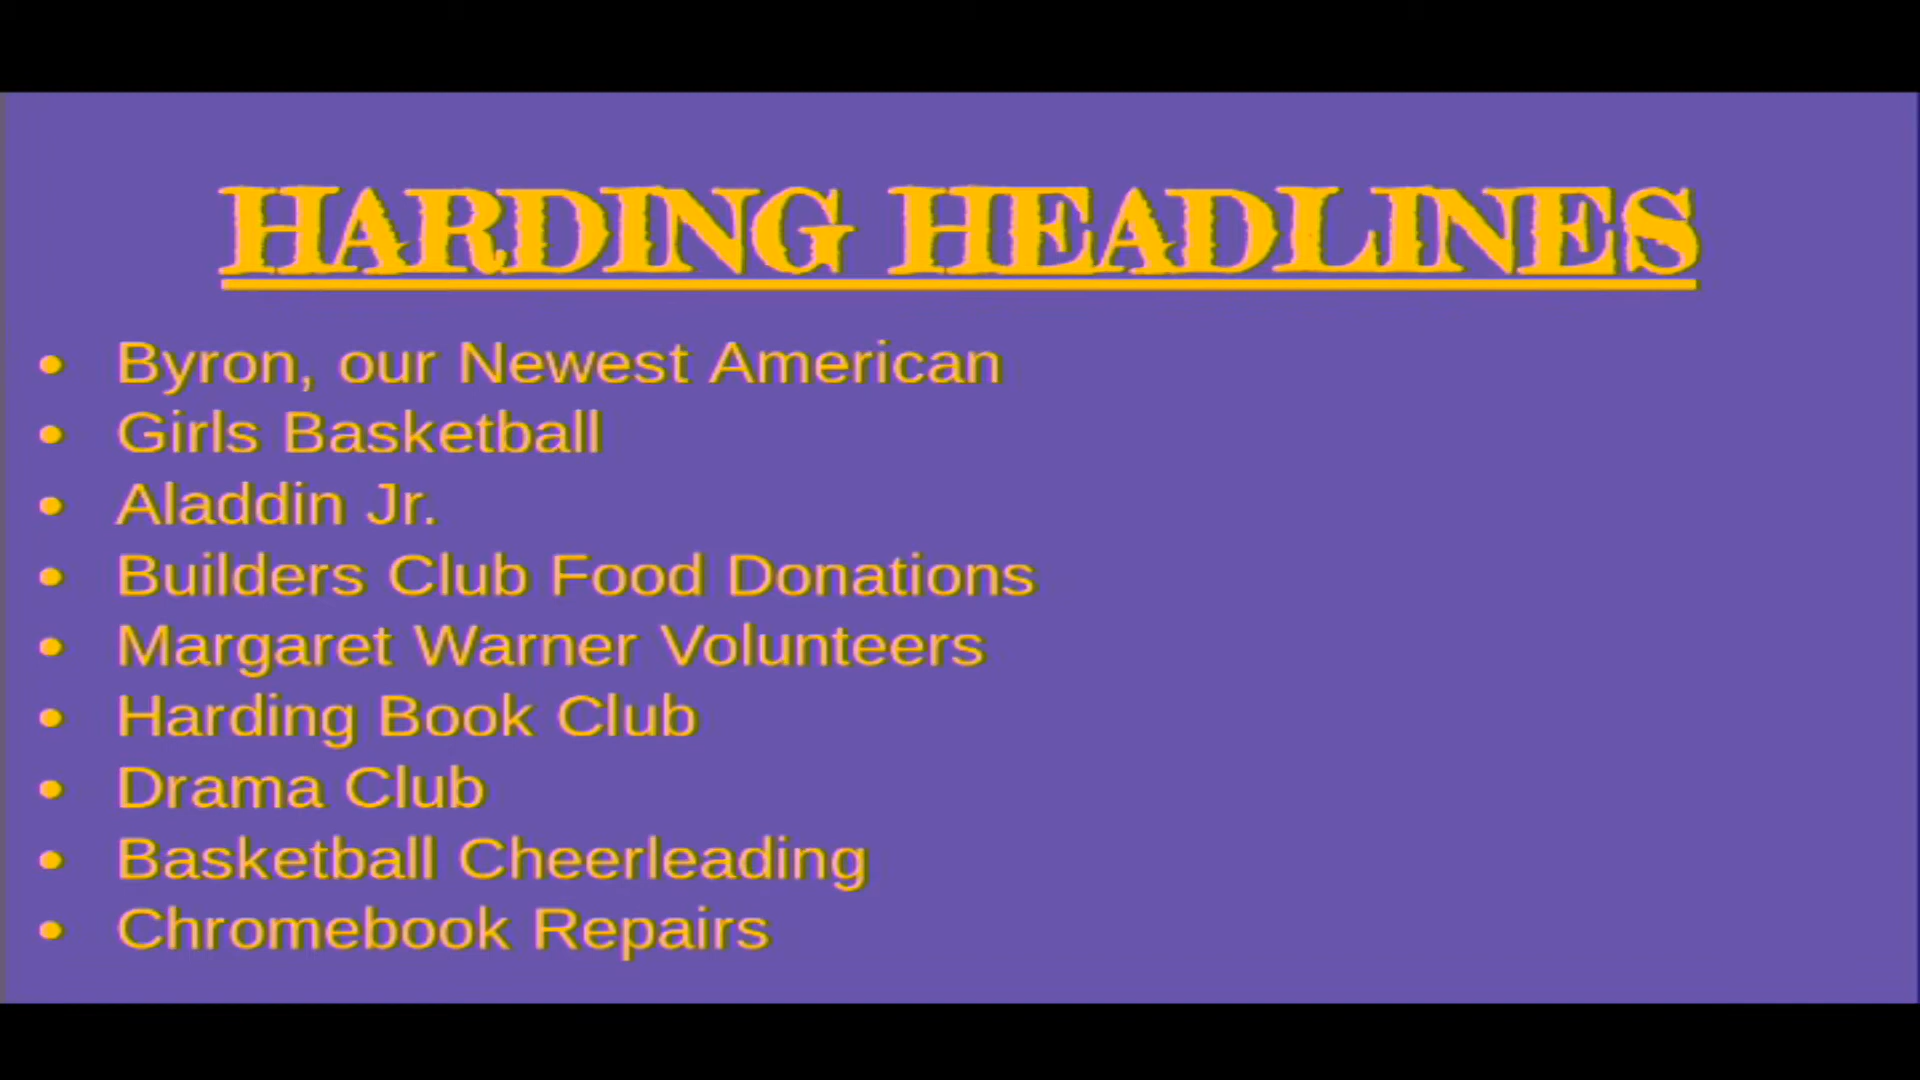 HARDING HEADLINES
• Byron, our Newest American
• Girls Basketball
• Aladdin Jr.
• Builders Club Food Donations
• Margaret Warner Volunteers
• Harding Book Club
• Drama Club
• Basketball Cheerleading
• Chromebook Repairs